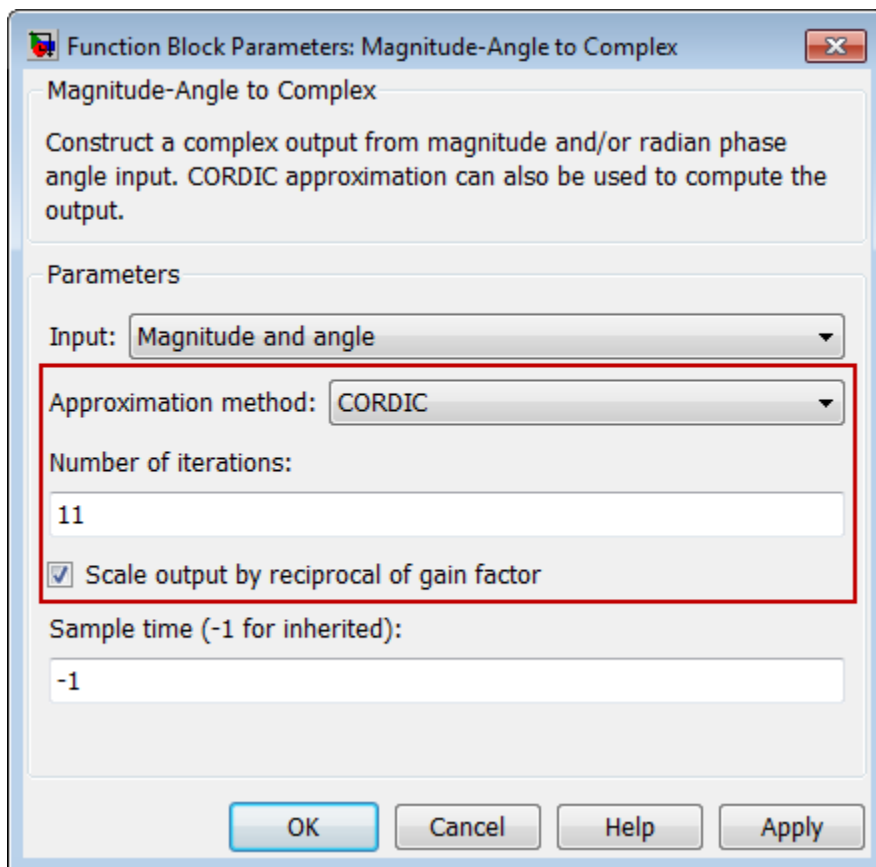 Function Block Parameters: Magnitude-Angle to Complex
Magnitude-Angle to Complex
Construct a complex output from magnitude and/or radian phase
angle input. CORDIC approximation can also be used to compute the
output.
Parameters
Input: Magnitude and angle
Approximation method: CORDIC
Number of iterations:
11
Scale output by reciprocal of gain factor
Sample time (-1 for inherited):
-1
OK Cancel Help Apply